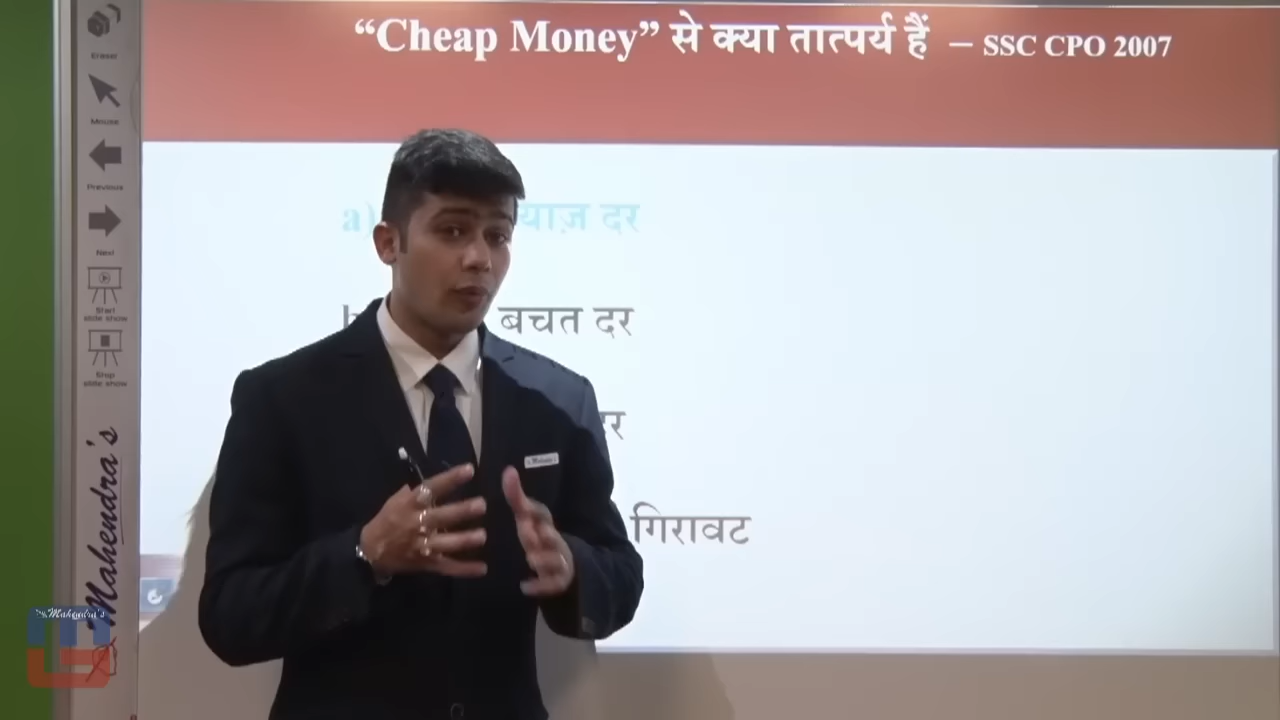 “Cheap Money” से क्या तात्पर्य हैं – SSC CPO 2007
Eraser
Mouse
Previous
Next
Start
slide show
Stop
slide show
Mahendra's
a)
दर
बचत दर
गिरावट
Mahendra's